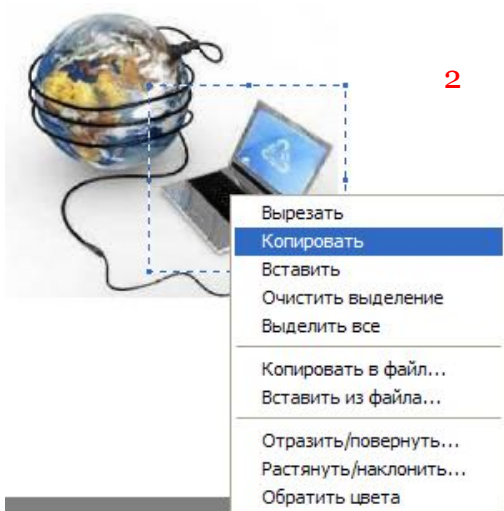 2
Вырезать
Копировать
Вставить
Очистить выделение
Выделить все
Копировать в файл...
Вставить из файла...
Отразить/повернуть...
Растянуть/наклонить...
Обратить цвета